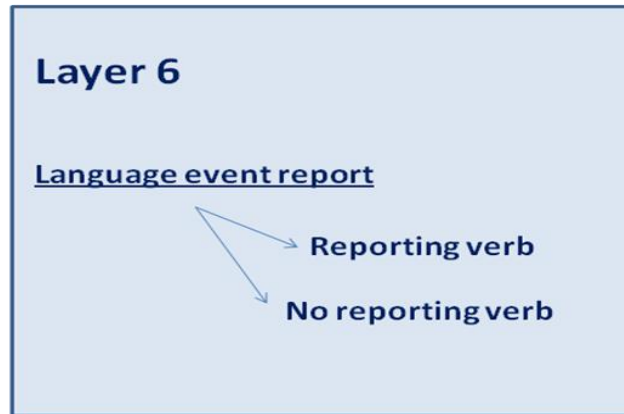 Layer 6
Language event report
Reporting verb
No reporting verb